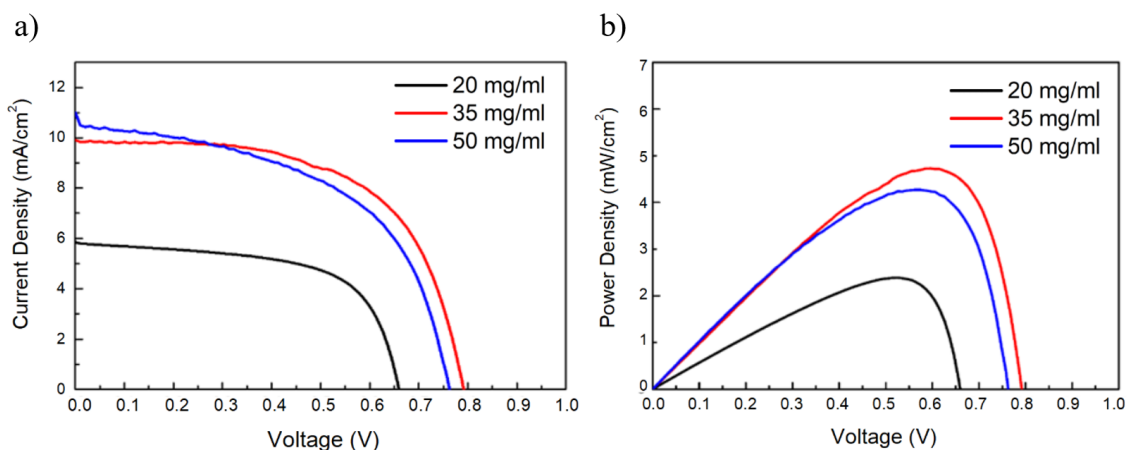 a)
Current Density (mA/cm²)
12
10
8
6
4
2
0
20 mg/ml
35 mg/ml
50 mg/ml
0.0 0.1 0.2 0.3 0.4 0.5 0.6 0.7 0.8 0.9 1.0
Voltage (V)
b)
Power Density (mW/cm²)
7
6
5
4
3
2
1
0
20 mg/ml
35 mg/ml
50 mg/ml
0.0 0.1 0.2 0.3 0.4 0.5 0.6 0.7 0.8 0.9 1.0
Voltage (V)